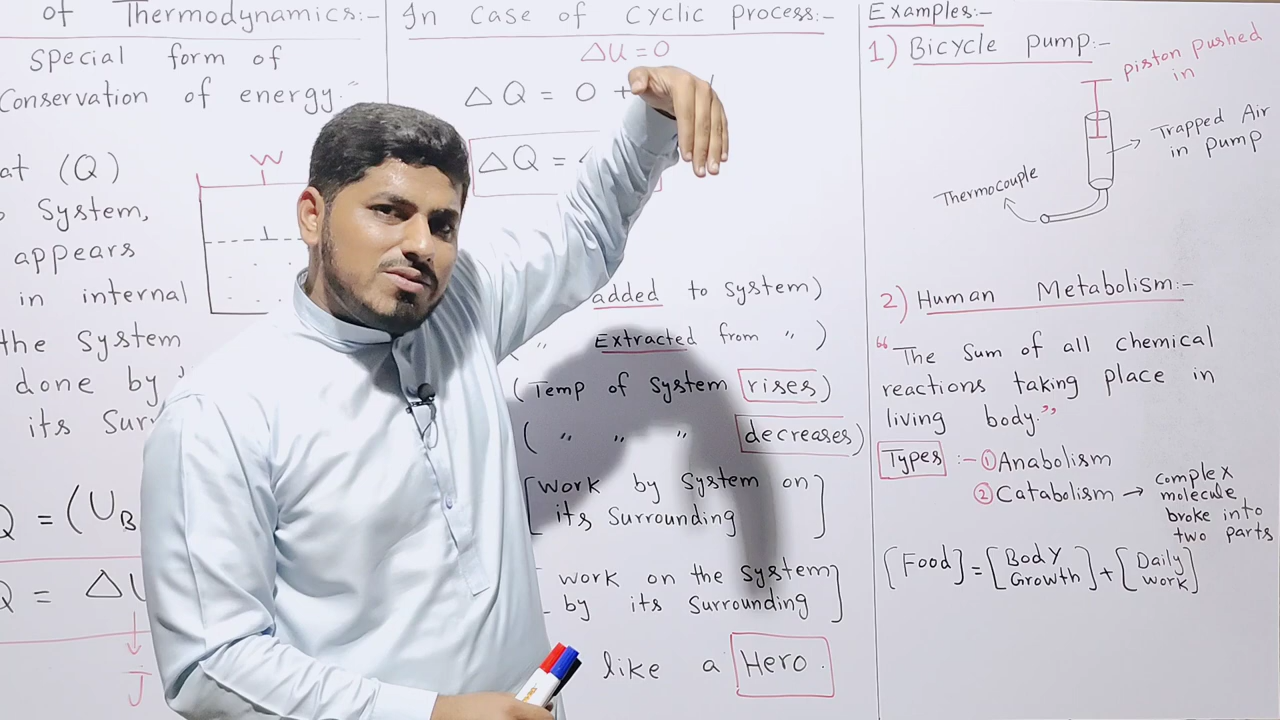 of Thermodynamics:-
special form of
Conservation of energy."
(Q)
System,
appears
in internal
the system
done by
its
Q = (UB
Q = ΔU
J
W
In case of cyclic process:-
ΔU = 0
ΔQ = 0 +
ΔQ =
added to system)
( " Extracted from " )
(Temp of system rises)
( " " " decreases)
[work by system on
its surrounding]
[work on the system
by its surrounding]
like a Hero.
Examples:-
1) Bicycle pump:-
piston pushed
in
Trapped Air
in pump
Thermocouple
2) Human Metabolism:-
"The sum of all chemical
reactions taking place in
living body."
Types :- ① Anabolism
② Catabolism → complex
molecule
broke into
two parts
[Food] = [Body Growth] + [Daily work]